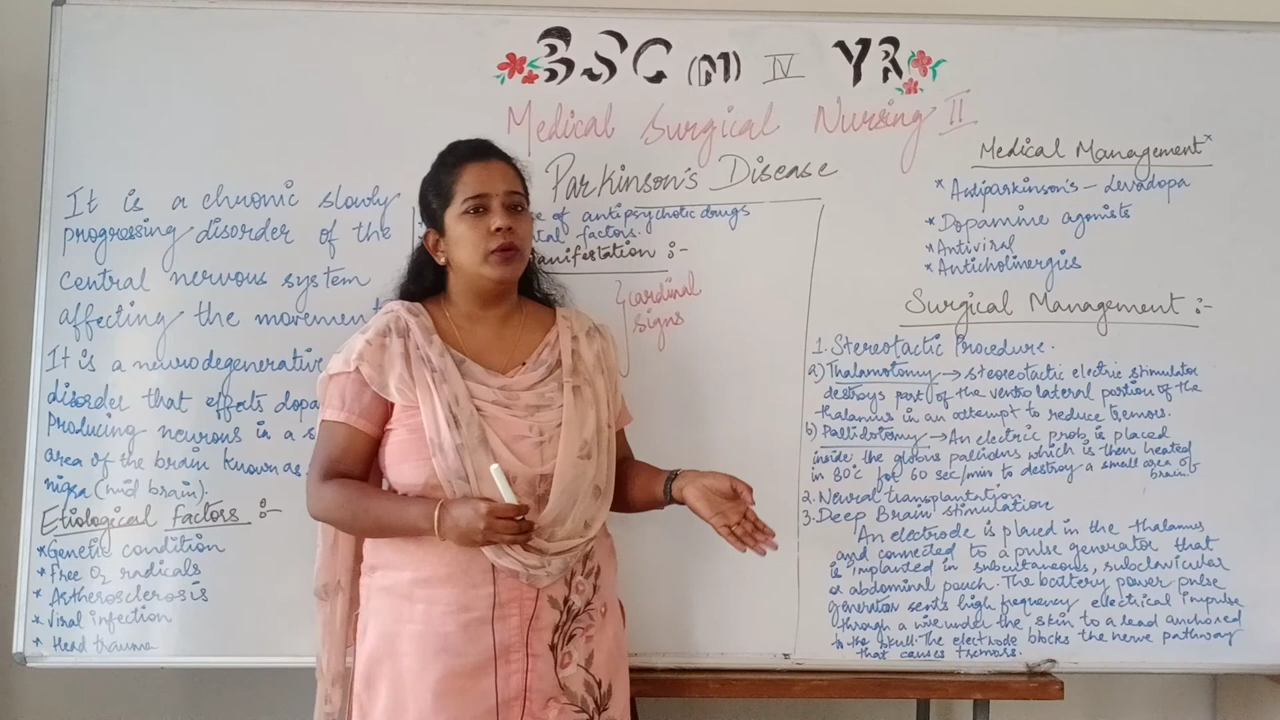 BSC (N) IV YR
Medical Surgical Nursing II
Parkinson's Disease
It is a chronic slowly
progressing disorder of the
central nervous system
affecting the movement
It is a neurodegenerative
disorder that effects dopa
Producing neurons in a s
area of the brain known as
nigra (mid brain).
Etiological Factors :-
* Genetic condition
* Free O2 radicals
* Astherosclerosis
* Viral infection
* Head trauma
of antipsychotic drugs
factors.
anifestation :-
cardinal
signs
Medical Management
* Antiparkinson's - Levadopa
* Dopamine agonists
* Antiviral
* Anticholinergics
Surgical Management :-
1. Stereotactic Procedure.
a) Thalamotomy → stereotactic electric stimulator
destroys part of the ventrolateral portion of the
thalamus in an attempt to reduce tremors.
b) Pallidotomy → An electric prob is placed
inside the globus pallidus which is then heated
in 80°C for 60 sec/min to destroy a small area of
brain.
2. Neural transplantation
3. Deep Brain stimulation
An electrode is placed in the thalamus
and connected to a pulse generator that
is implanted in subcutaneous, subclavicular
or abdominal pouch. The battery power pulse
generator sents high frequency electrical impulse
through a wire under the skin to a lead anchored
to the skull. The electrode blocks the nerve pathway
that causes tremors.